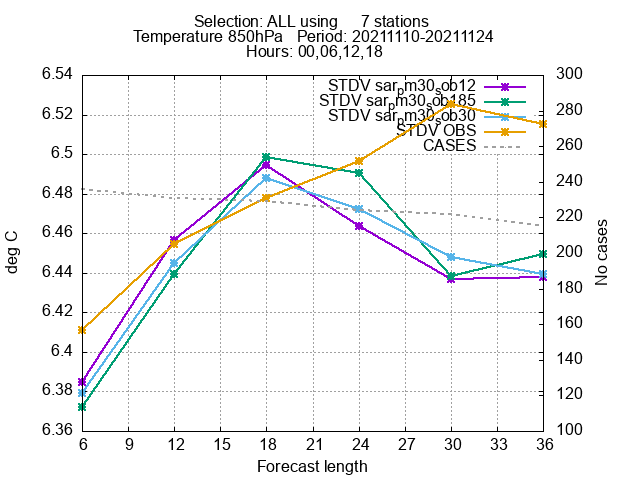 Selection: ALL using     7 stations
Temperature 850hPa   Period: 20211110-20211124
Hours: 00,06,12,18
STDV sarpm30sob12
STDV sarpm30sob185
STDV sarpm30sob30
STDV OBS
CASES
6.54
6.52
6.5
6.48
6.46
6.44
6.42
6.4
6.38
6.36
deg C
300
280
260
240
220
200
180
160
140
120
100
No cases
6 9 12 15 18 21 24 27 30 33 36
Forecast length